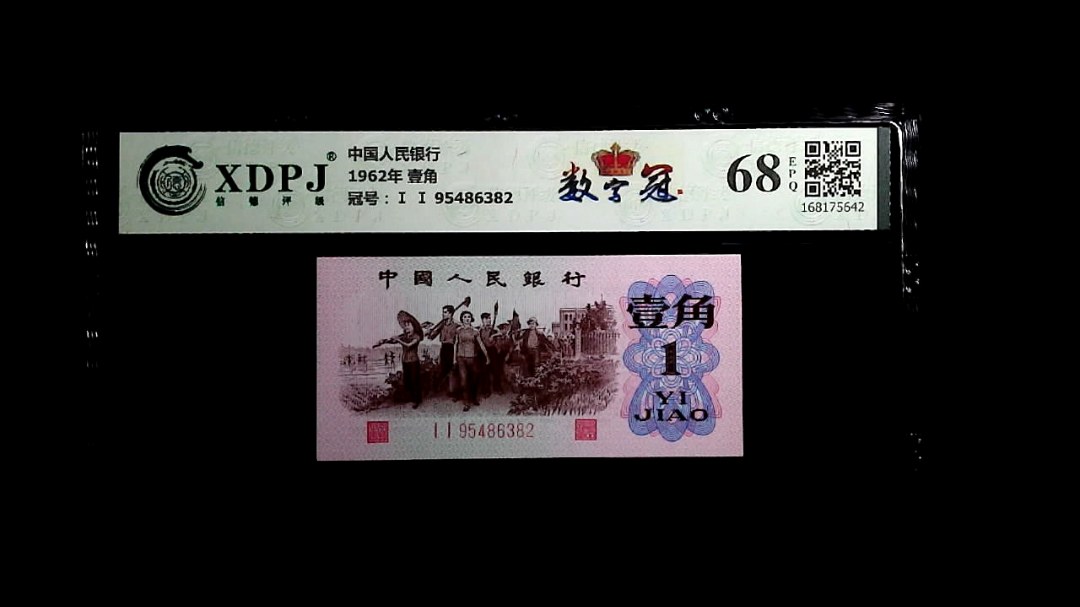 XDPJ®
信德评级
中国人民银行
1962年 壹角
冠号：I I 95486382
数字冠
68
EPQ
168175642
中國人民銀行
壹角
1
YI
JIAO
I I 95486382